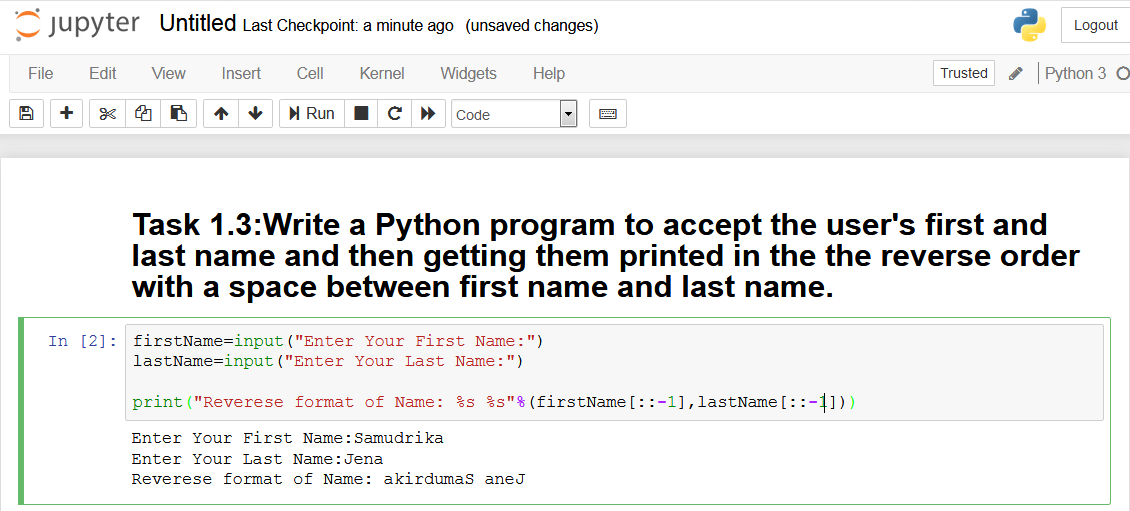 jupyter Untitled Last Checkpoint: a minute ago (unsaved changes) Logout
File Edit View Insert Cell Kernel Widgets Help Trusted Python 3
Run Code
Task 1.3:Write a Python program to accept the user's first and
last name and then getting them printed in the the reverse order
with a space between first name and last name.
In [2]: firstName=input("Enter Your First Name:")
lastName=input("Enter Your Last Name:")
print("Reverese format of Name: %s %s"%(firstName[::-1],lastName[::-1]))
Enter Your First Name:Samudrika
Enter Your Last Name:Jena
Reverese format of Name: akirdumaS aneJ